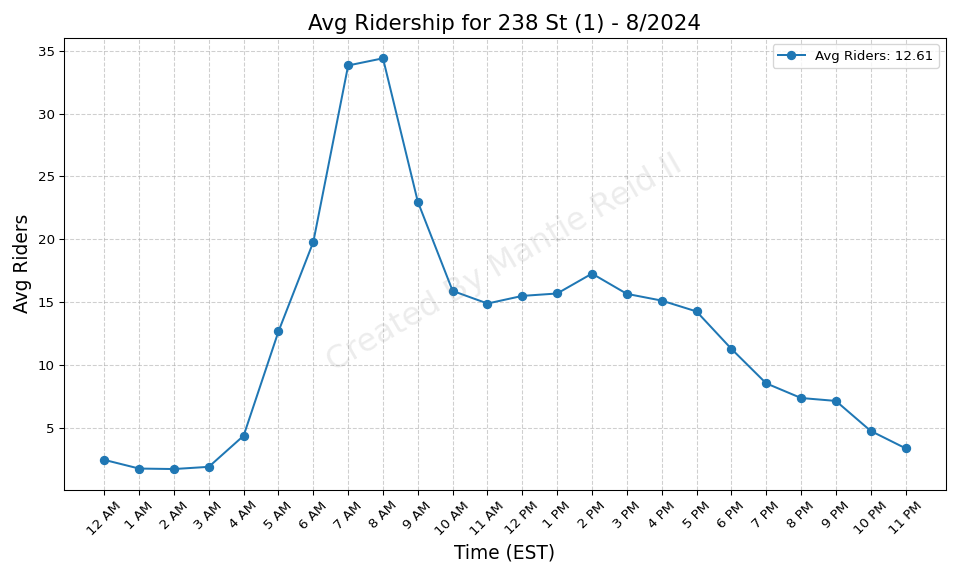 Avg Ridership for 238 St (1) - 8/2024
Avg Riders: 12.61
35
30
25
20
15
10
5
Avg Riders
Created By Mantie Reid II
12 AM
1 AM
2 AM
3 AM
4 AM
5 AM
6 AM
7 AM
8 AM
9 AM
10 AM
11 AM
12 PM
1 PM
2 PM
3 PM
4 PM
5 PM
6 PM
7 PM
8 PM
9 PM
10 PM
11 PM
Time (EST)